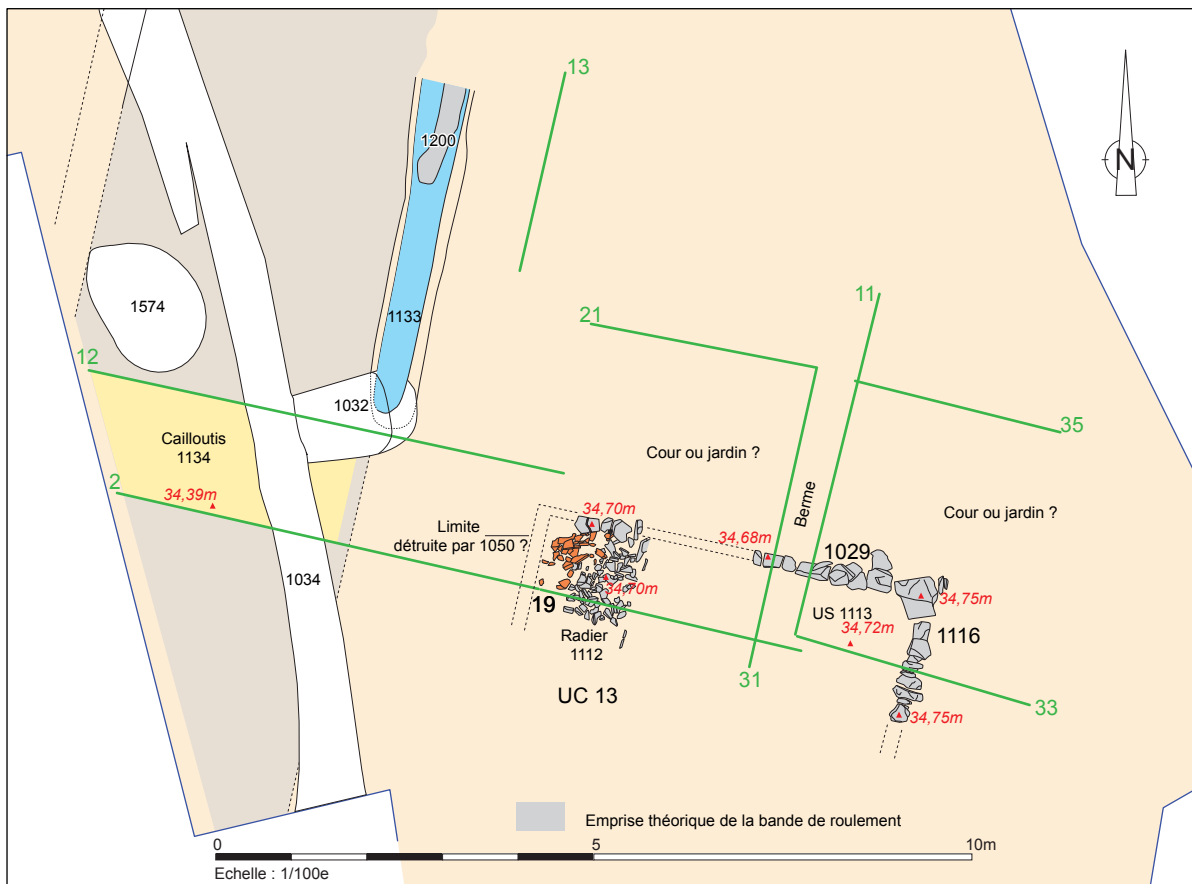 13
1200
N
1574
1133
11
21
12
1032
35
Cailloutis
1134
Cour ou jardin ?
Berme
2
34,39m
34,70m
Cour ou jardin ?
Limite
détruite par 1050 ?
34,68m
1029
1034
34,70m
34,75m
19
US 1113
Radier
1112
34,72m
1116
31
UC 13
33
34,75m
Emprise théorique de la bande de roulement
0 5 10m
Echelle : 1/100e